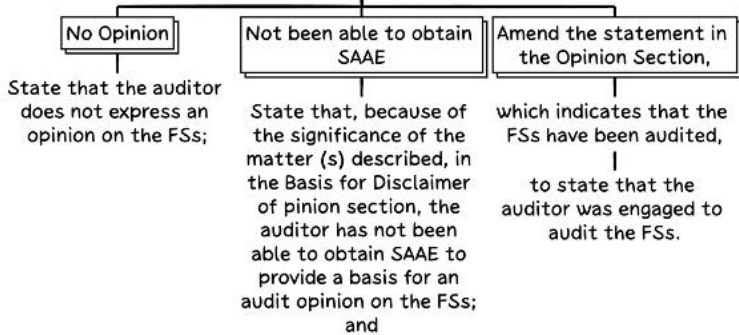 No Opinion
State that the auditor
does not express an
opinion on the FSs;
Not been able to obtain
SAAE
State that, because of
the significance of the
matter (s) described, in
the Basis for Disclaimer
of pinion section, the
auditor has not been
able to obtain SAAE to
provide a basis for an
audit opinion on the FSs;
and
Amend the statement in
the Opinion Section,
which indicates that the
FSs have been audited,
to state that the
auditor was engaged to
audit the FSs.